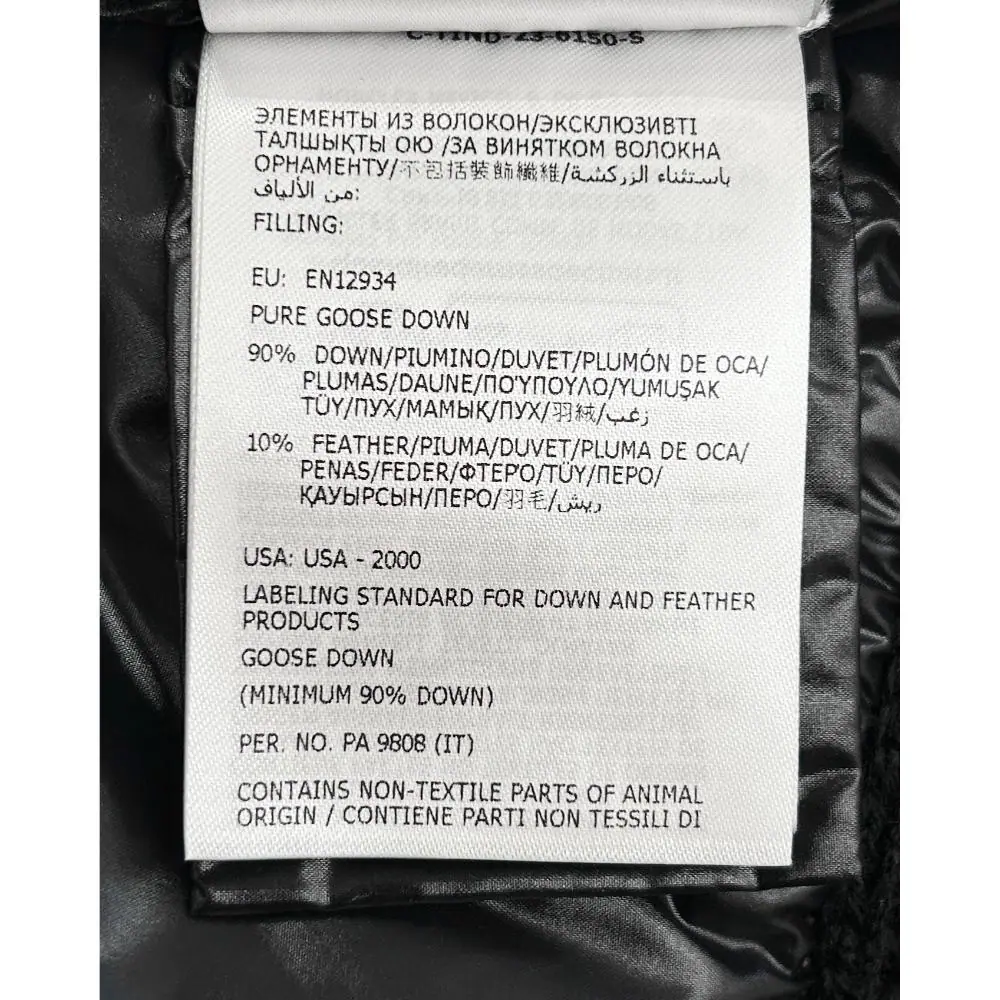 C-TIND-23-0150-S
ЭЛЕМЕНТЫ ИЗ ВОЛОКОН/ЭКСКЛЮЗИВТІ
ТАЛШЫҚТЫ ОЮ /ЗА ВИНЯТКОМ ВОЛОКНА
ОРНАМЕНТУ/不包括裝飾纖維/باستثناء الزركشة
من الألياف:
FILLING:
EU: EN12934
PURE GOOSE DOWN
90% DOWN/PIUMINO/DUVET/PLUMÓN DE OCA/
PLUMAS/DAUNE/ΠΟΎΠΟΥΛΟ/YUMUŞAK
TÜY/ПУХ/МАМЫҚ/ПУХ/羽絨/زغب
10% FEATHER/PIUMA/DUVET/PLUMA DE OCA/
PENAS/FEDER/ΦΤΕΡΌ/TÜY/ПЕРО/
ҚАУЫРСЫН/ПЕРО/羽毛/ريش
USA: USA - 2000
LABELING STANDARD FOR DOWN AND FEATHER
PRODUCTS
GOOSE DOWN
(MINIMUM 90% DOWN)
PER. NO. PA 9808 (IT)
CONTAINS NON-TEXTILE PARTS OF ANIMAL
ORIGIN / CONTIENE PARTI NON TESSILI DI